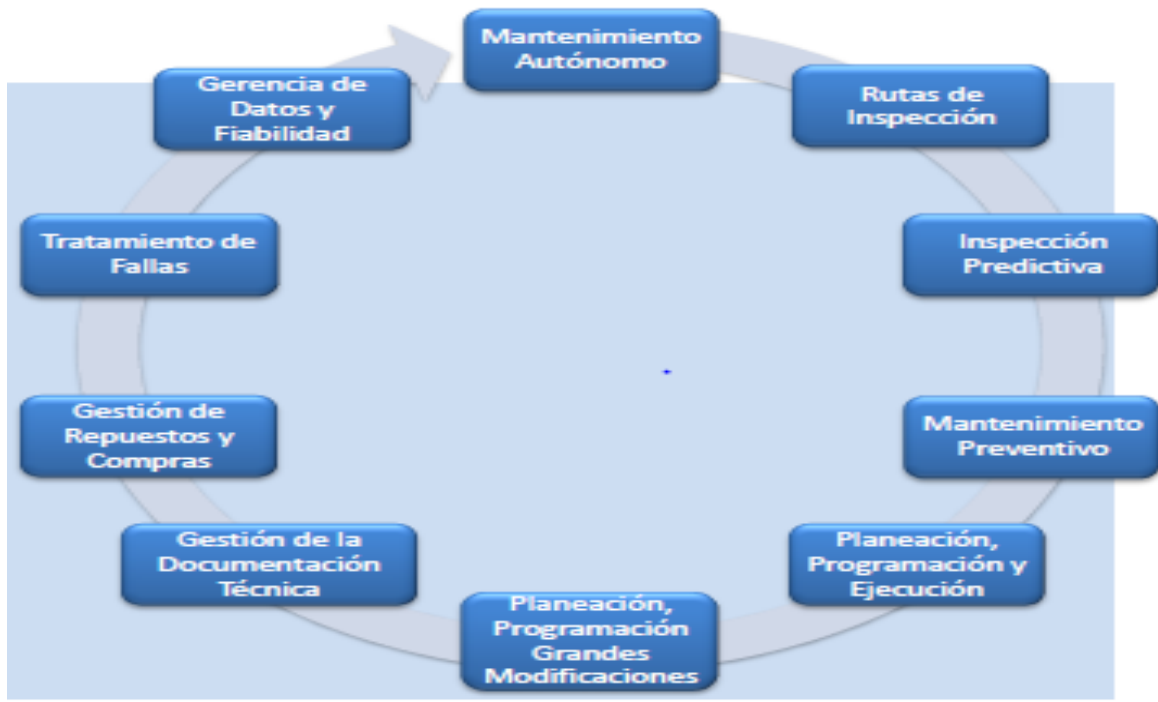 Mantenimiento
Autónomo
Rutas de
Inspección
Inspección
Predictiva
Mantenimiento
Preventivo
Planeación,
Programación y
Ejecución
Planeación,
Programación
Grandes
Modificaciones
Gestión de la
Documentación
Técnica
Gestión de
Repuestos y
Compras
Tratamiento de
Fallas
Gerencia de
Datos y
Fiabilidad